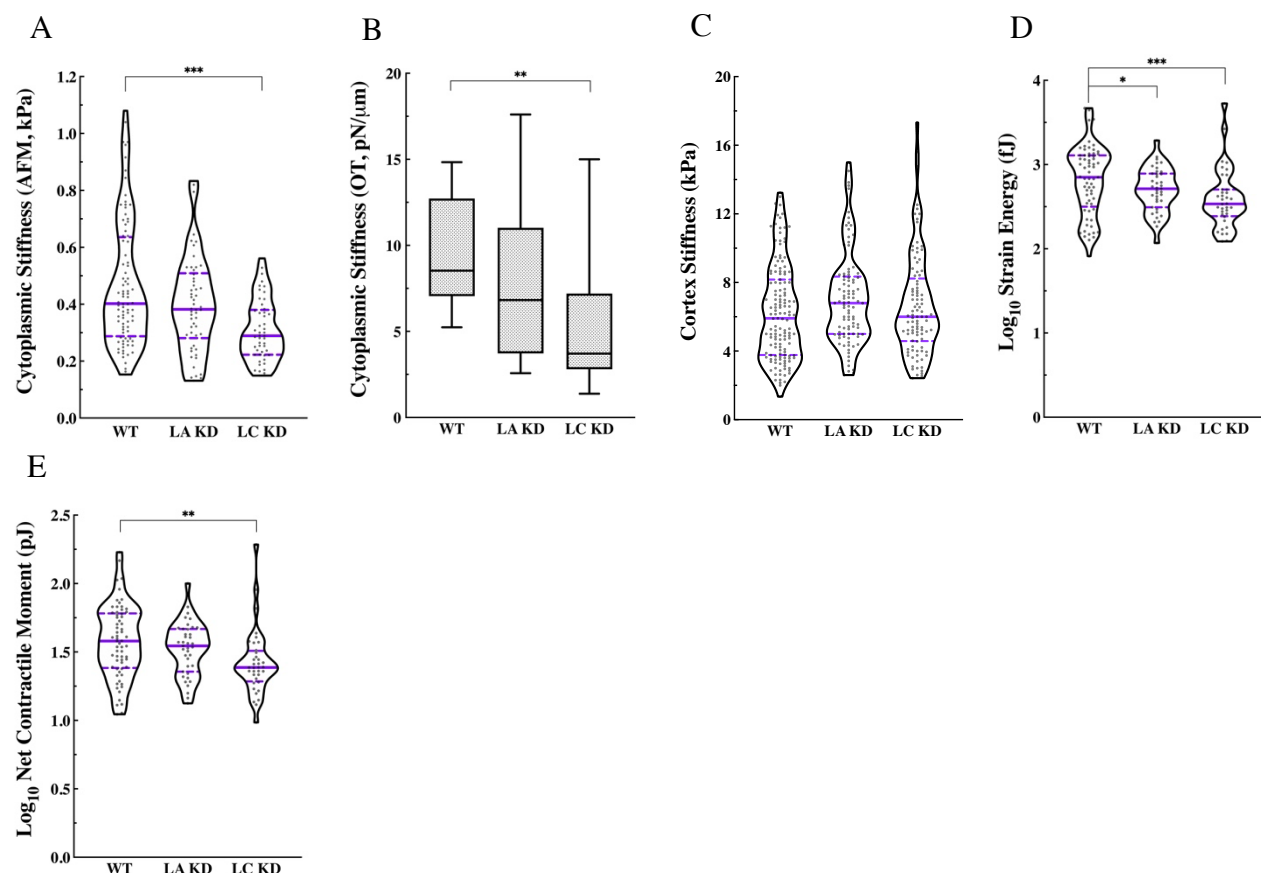 A
Cytoplasmic Stiffness (AFM, kPa)
1.2
1.0
0.8
0.6
0.4
0.2
0.0
***
WT LA KD LC KD
B
Cytoplasmic Stiffness (OT, pN/μm)
20
15
10
5
0
**
WT LA KD LC KD
C
Cortex Stiffness (kPa)
20
16
12
8
4
0
WT LA KD LC KD
D
Log10 Strain Energy (fJ)
4
3
2
1
0
***
*
WT LA KD LC KD
E
Log10 Net Contractile Moment (pJ)
2.5
2.0
1.5
1.0
0.5
0.0
**
WT LA KD LC KD